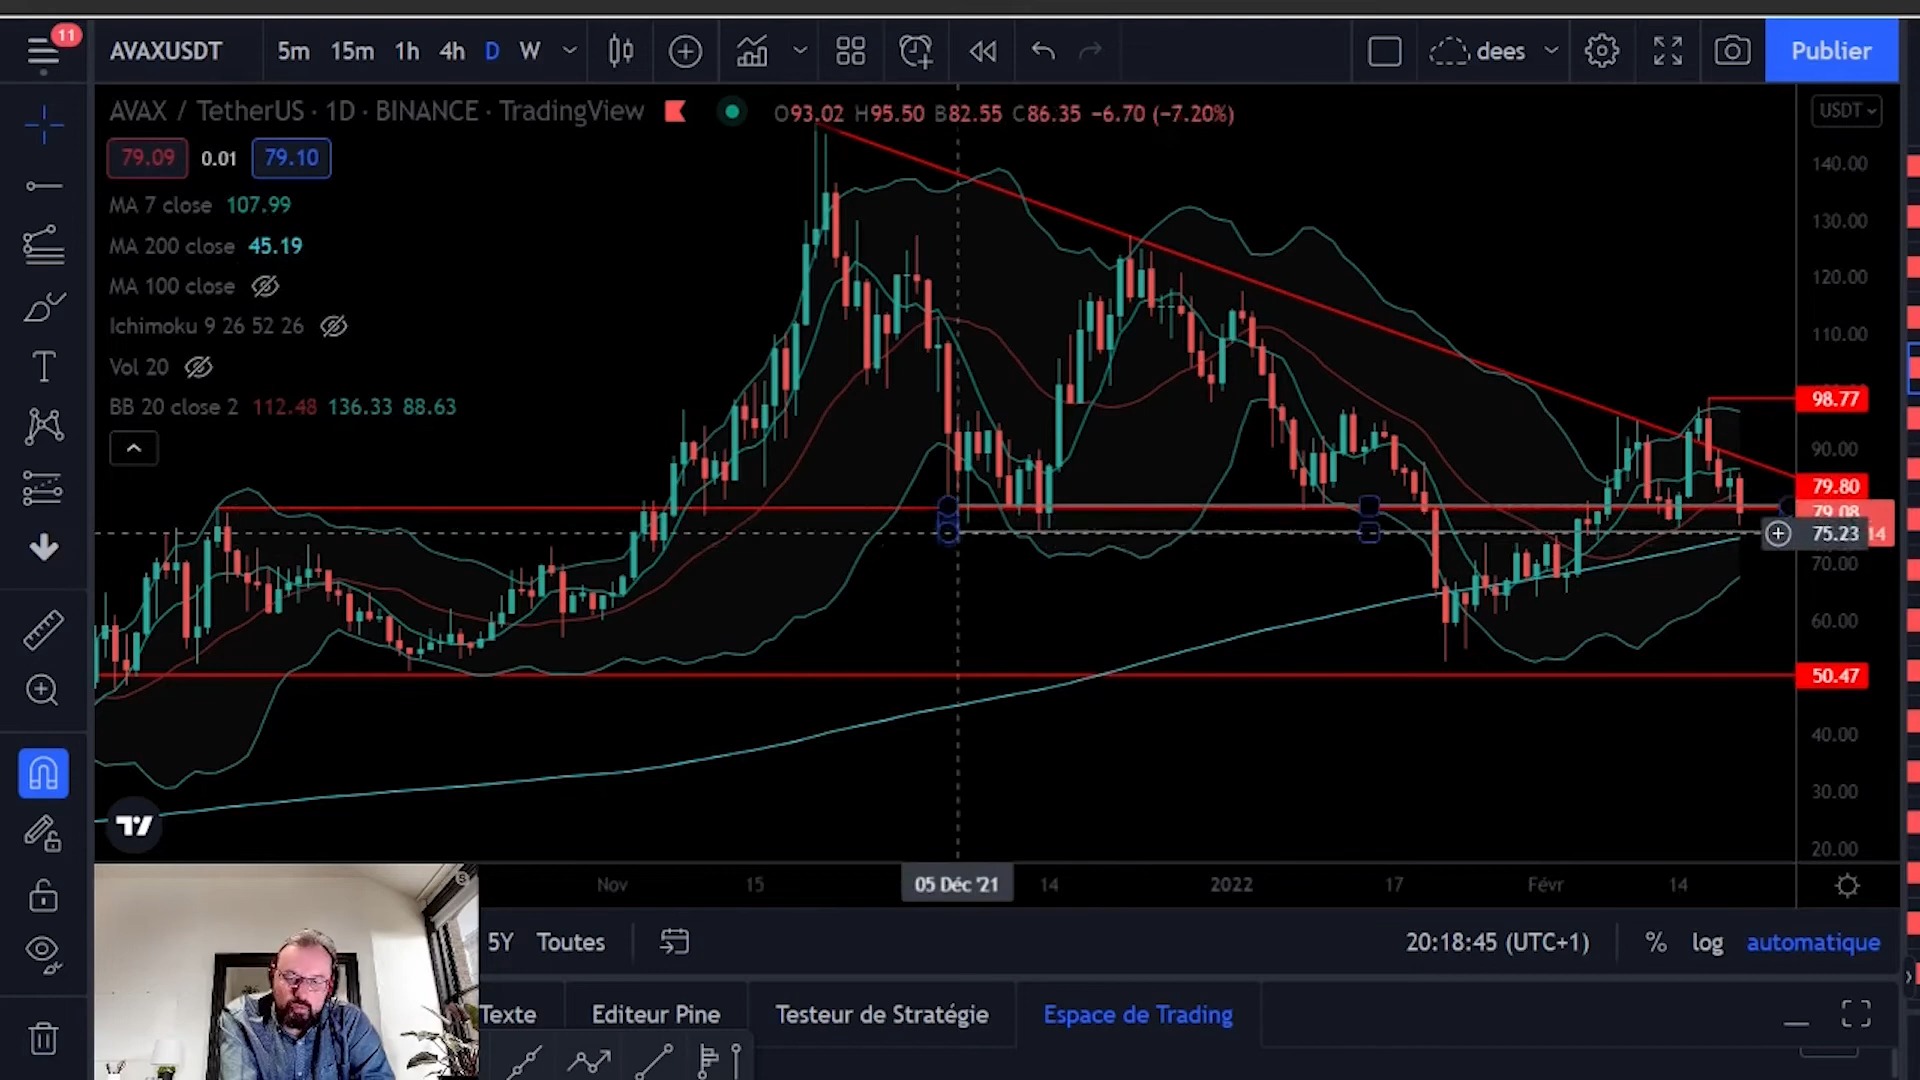 11
AVAXUSDT 5m 15m 1h 4h D W dees Publier
AVAX / TetherUS · 1D · BINANCE · TradingView O93.02 H95.50 B82.55 C86.35 −6.70 (−7.20%) USDT
79.09 0.01 79.10
MA 7 close 107.99
MA 200 close 45.19
MA 100 close
Ichimoku 9 26 52 26
Vol 20
BB 20 close 2 112.48 136.33 88.63
140.00
130.00
120.00
110.00
98.77
90.00
79.80
79.08
75.23 14
70.00
60.00
50.47
40.00
30.00
20.00
Nov 15 05 Déc '21 14 2022 17 Févr 14
5Y Toutes 20:18:45 (UTC+1) % log automatique
Texte Editeur Pine Testeur de Stratégie Espace de Trading